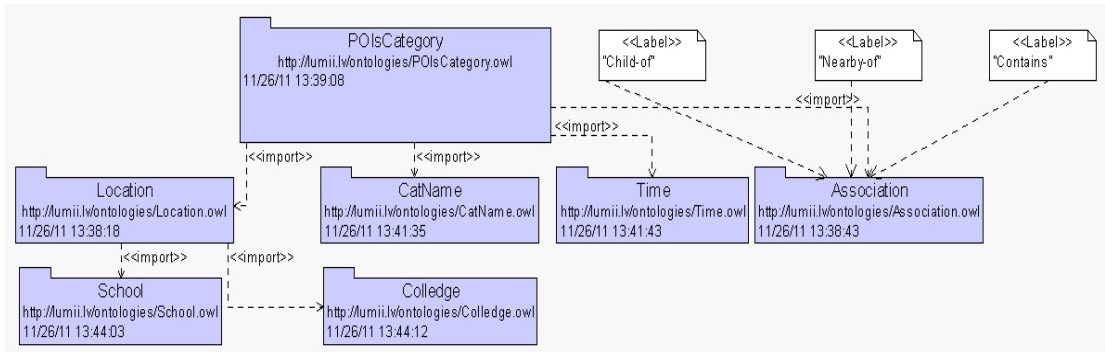 POIsCategory
http://lumii.lv/ontologies/POIsCategory.owl
11/26/11 13:39:08
<<Label>>
"Child-of"
<<Label>>
"Nearby-of"
<<Label>>
"Contains"
<<import>>
<<import>>
<<import>>
<<import>>
Location
http://lumii.lv/ontologies/Location.owl
11/26/11 13:38:18
CatName
http://lumii.lv/ontologies/CatName.owl
11/26/11 13:41:35
Time
http://lumii.lv/ontologies/Time.owl
11/26/11 13:41:43
Association
http://lumii.lv/ontologies/Association.owl
11/26/11 13:38:43
<<import>>
<<import>>
School
http://lumii.lv/ontologies/School.owl
11/26/11 13:44:03
Colledge
http://lumii.lv/ontologies/Colledge.owl
11/26/11 13:44:12